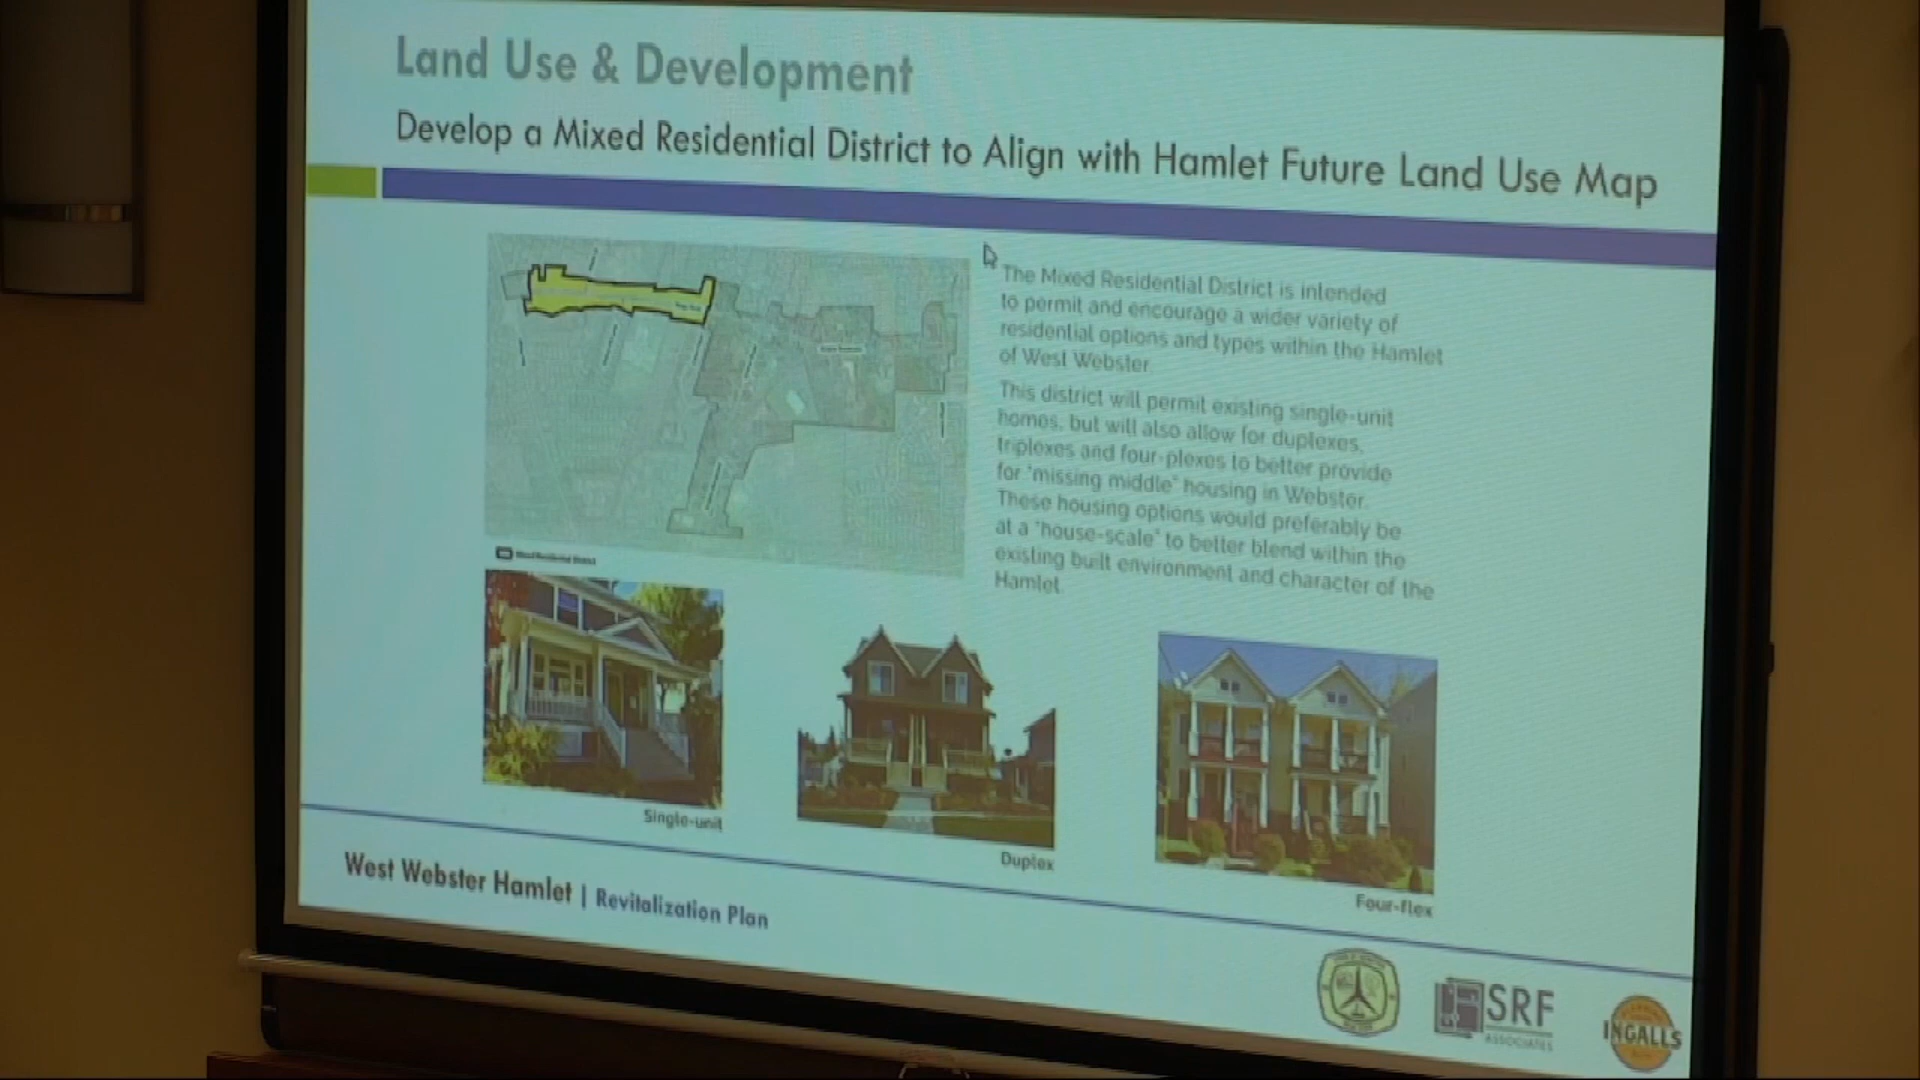 Land Use & Development
Develop a Mixed Residential District to Align with Hamlet Future Land Use Map
The Mixed Residential District is intended
to permit and encourage a wider variety of
residential options and types within the Hamlet
of West Webster.
This district will permit existing single-unit
homes, but will also allow for duplexes,
triplexes and four-plexes to better provide
for "missing middle" housing in Webster.
These housing options would preferably be
at a "house-scale" to better blend within the
existing built environment and character of the
Hamlet.
Mixed Residential District
Single-unit
Duplex
Four-flex
West Webster Hamlet | Revitalization Plan
SRF
ASSOCIATES
INGALLS